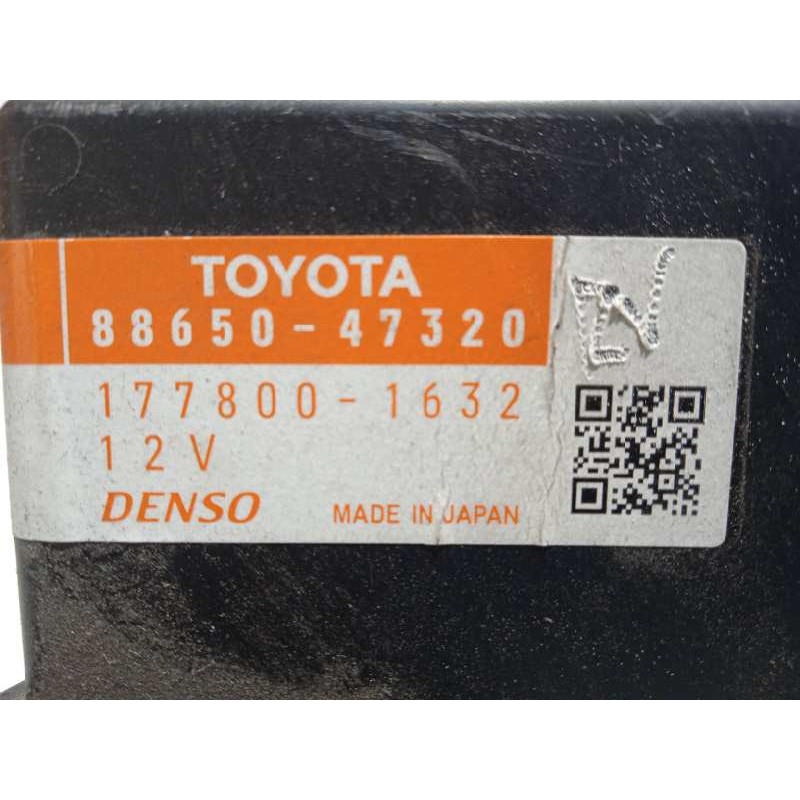 TOYOTA
88650-47320
177800-1632
12V
DENSO MADE IN JAPAN